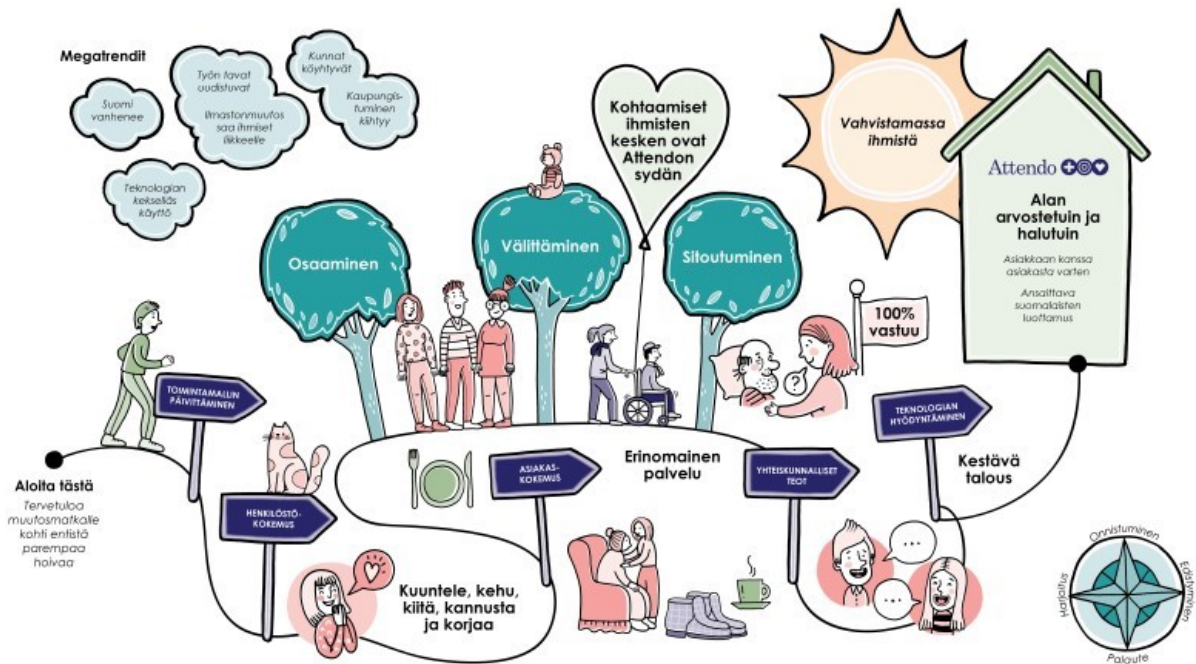 Megatrendit
Suomi
vanhenee
Työn tavat
uudistuvat
Ilmastonmuutos
saa ihmiset
liikkeelle
Kunnat
köyhtyvät
Kaupungis-
tuminen
kiihtyy
Teknologian
kekseliäs
käyttö
Osaaminen
Välittäminen
Sitoutuminen
Kohtaamiset
ihmisten
kesken ovat
Attendon
sydän
Vahvistamassa
ihmistä
Attendo
Alan
arvostetuin ja
halutuin
Asiakkaan kanssa
asiakasta varten
Ansaittava
suomalaisten
luottamus
100%
vastuu
?
Aloita tästä
Tervetuloa
muutosmatkalle
kohti entistä
parempaa
hoivaa
TOIMINTAMALLIN
PÄIVITTÄMINEN
HENKILÖSTÖ-
KOKEMUS
Kuuntele, kehu,
kiitä, kannusta
ja korjaa
ASIAKAS-
KOKEMUS
Erinomainen
palvelu
YHTEISKUNNALLISET
TEOT
TEKNOLOGIAN
HYÖDYNTÄMINEN
Kestävä
talous
...
...
Onnistuminen
Edistyminen
Palaute
Harjoitus